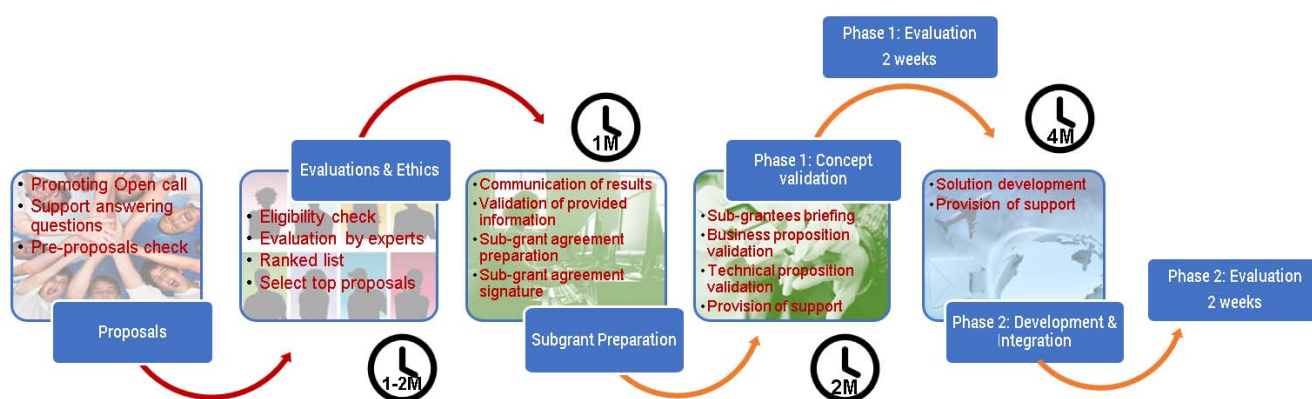 Proposals
• Promoting Open call
• Support answering
questions
• Pre-proposals check
Evaluations & Ethics
• Eligibility check
• Evaluation by experts
• Ranked list
• Select top proposals
1-2M
1M
• Communication of results
• Validation of provided
information
• Sub-grant agreement
preparation
• Sub-grant agreement
signature
Subgrant Preparation
Phase 1: Concept
validation
• Sub-grantees briefing
• Business proposition
validation
• Technical proposition
validation
• Provision of support
2M
Phase 1: Evaluation
2 weeks
4M
• Solution development
• Provision of support
Phase 2: Development &
Integration
Phase 2: Evaluation
2 weeks